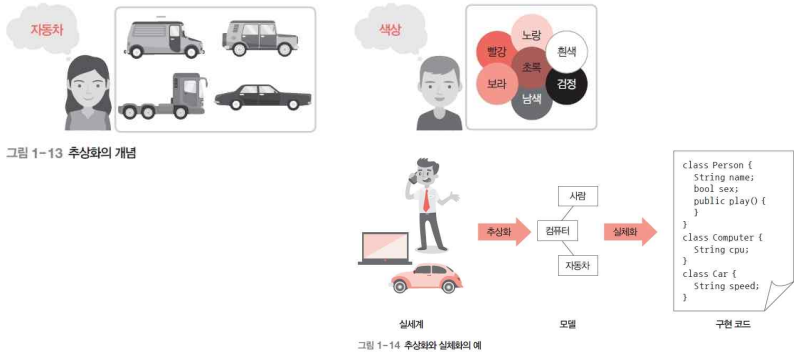 자동차
색상
노랑
빨강
흰색
초록
보라
검정
남색
그림 1-13 추상화의 개념
추상화
사람
컴퓨터
자동차
실체화
class Person {
String name;
bool sex;
public play() {
}
}
class Computer {
String cpu;
}
class Car {
String speed;
}
실세계
모델
구현 코드
그림 1-14 추상화와 실체화의 예